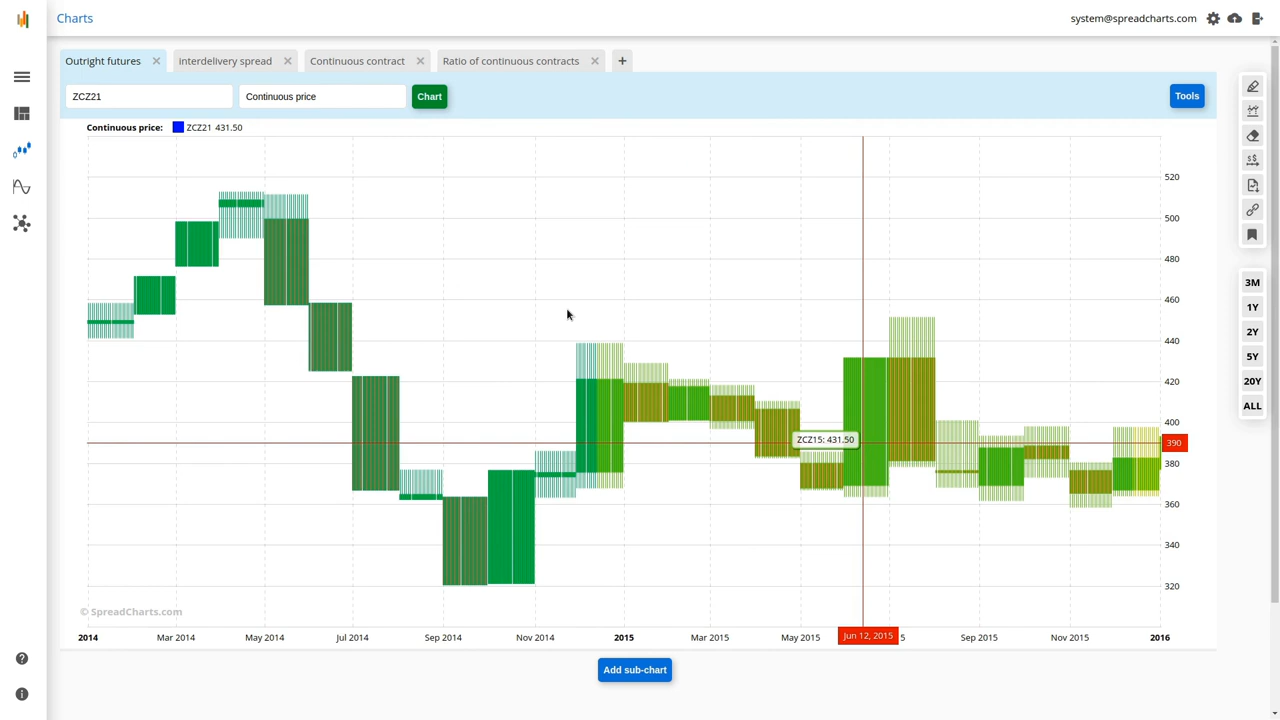 Charts
system@spreadcharts.com
Outright futures
interdelivery spread
Continuous contract
Ratio of continuous contracts
+
ZCZ21
Continuous price
Chart
Tools
Continuous price: ZCZ21 431.50
520
500
480
460
440
420
400
380
360
340
320
ZCZ15: 431.50
390
© SpreadCharts.com
2014 Mar 2014 May 2014 Jul 2014 Sep 2014 Nov 2014 2015 Mar 2015 May 2015 Jun 12, 2015 5 Sep 2015 Nov 2015 2016
Add sub-chart
3M
1Y
2Y
5Y
20Y
ALL